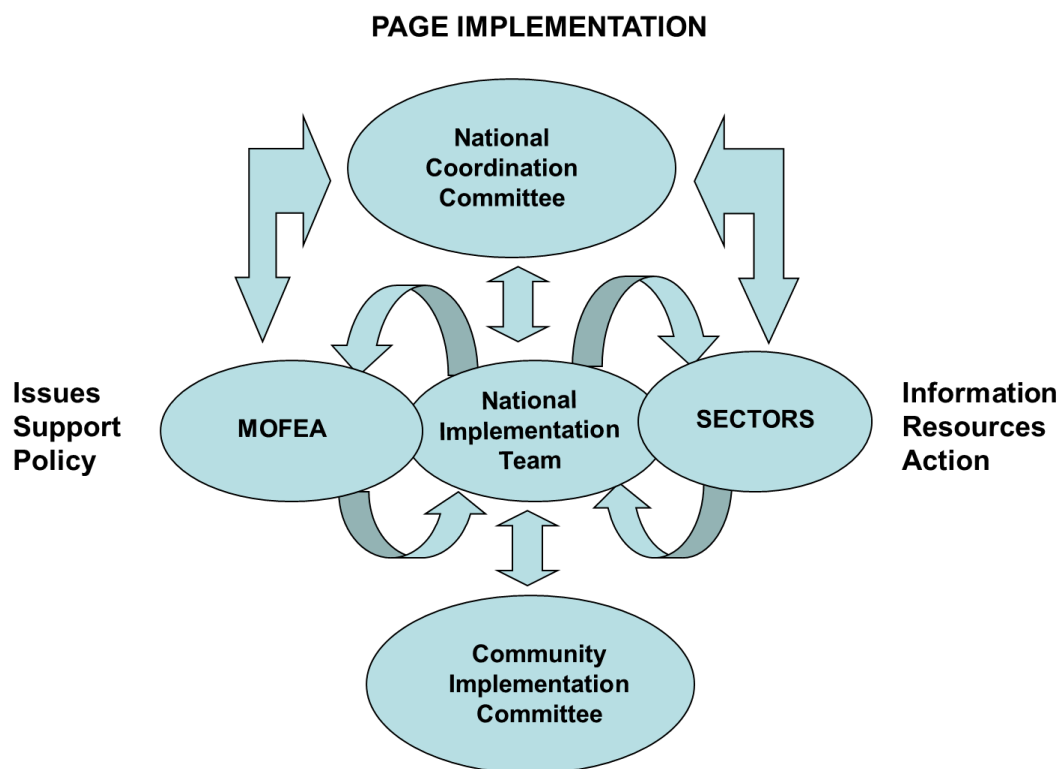 PAGE IMPLEMENTATION
National
Coordination
Committee
Issues
Support
Policy
MOFEA
National
Implementation
Team
SECTORS
Information
Resources
Action
Community
Implementation
Committee